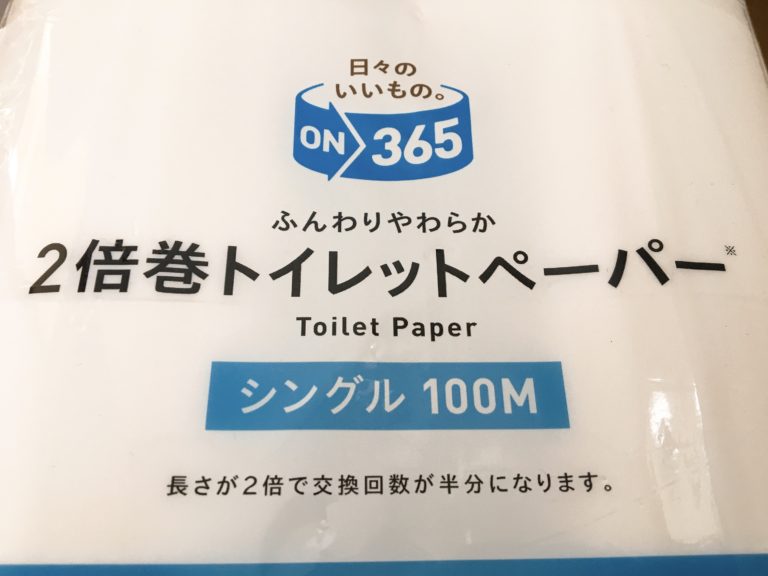 日々の
いいもの。
ON 365
ふんわりやわらか
2倍巻トイレットペーパー※
Toilet Paper
シングル 100M
長さが2倍で交換回数が半分になります。